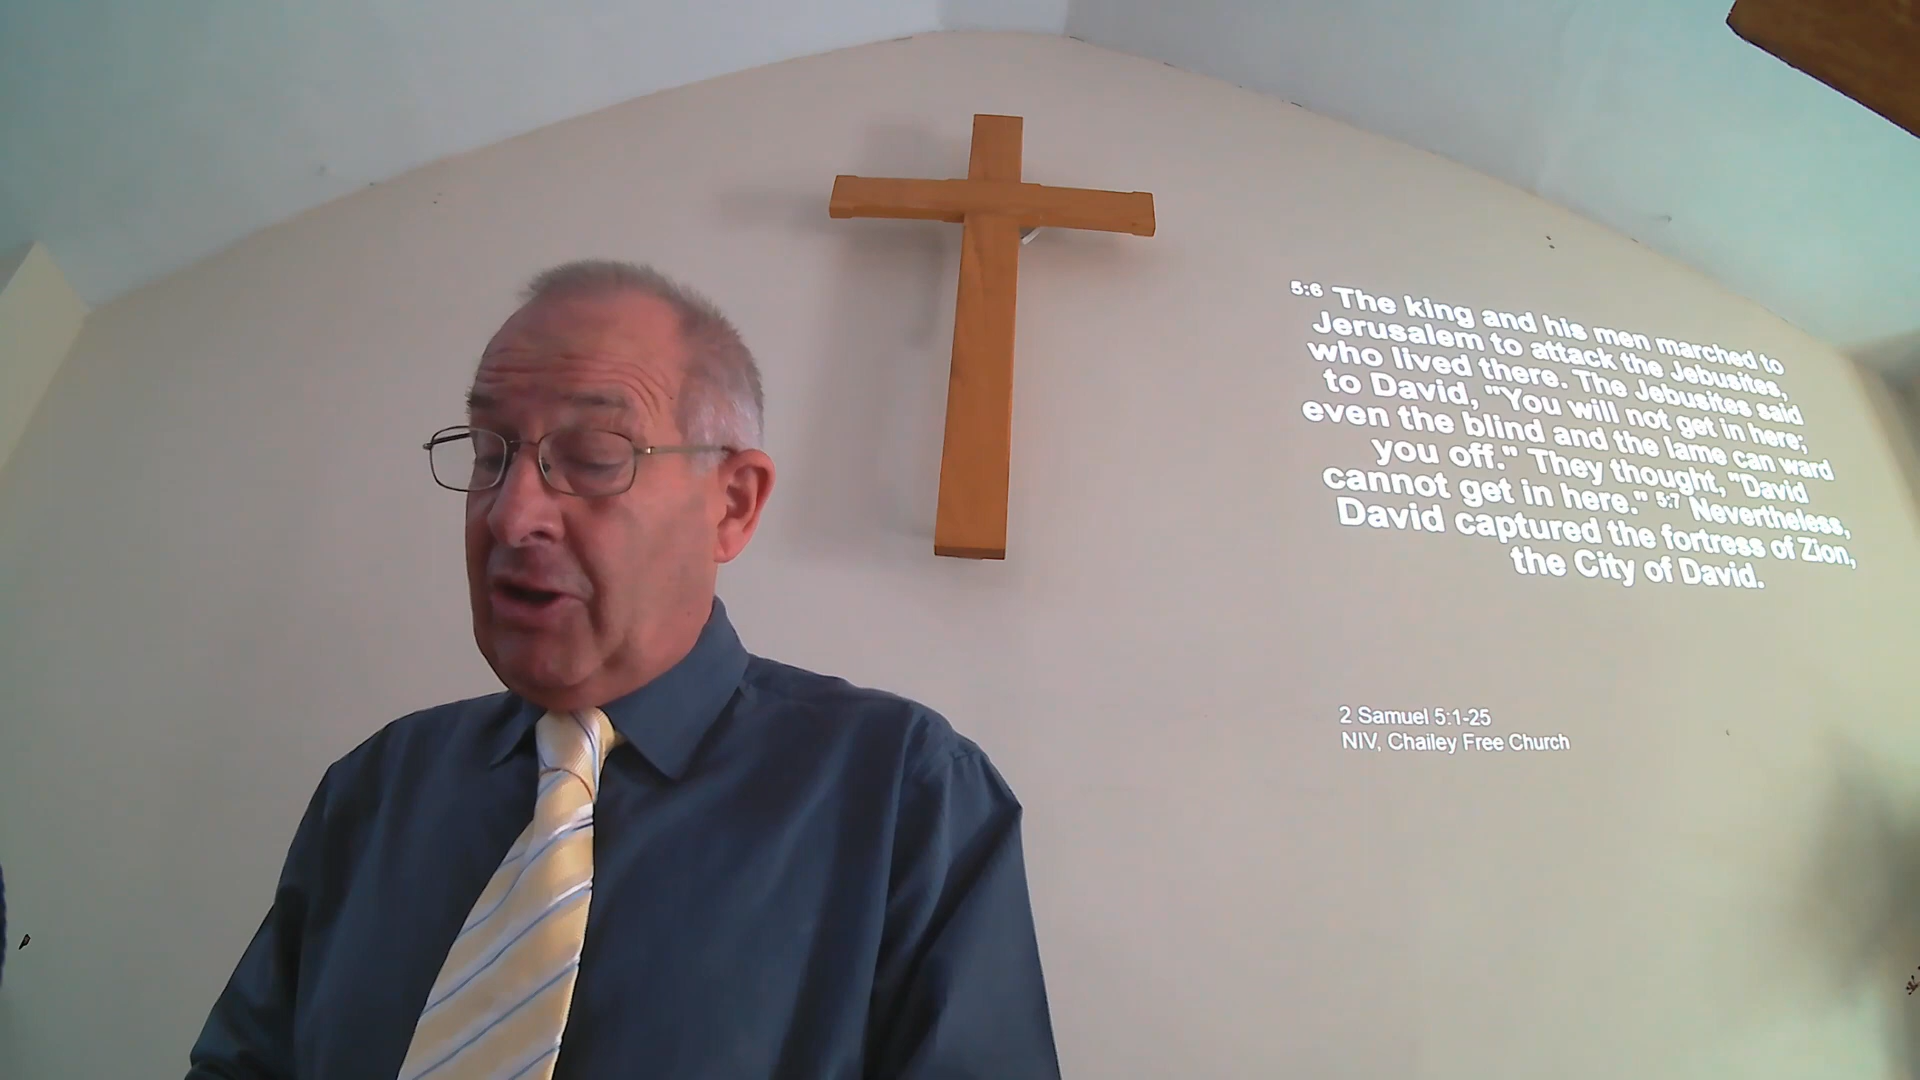 5:6 The king and his men marched to
Jerusalem to attack the Jebusites,
who lived there. The Jebusites said
to David, "You will not get in here;
even the blind and the lame can ward
you off." They thought, "David
cannot get in here." 5:7 Nevertheless,
David captured the fortress of Zion,
the City of David.
2 Samuel 5:1-25
NIV, Chailey Free Church